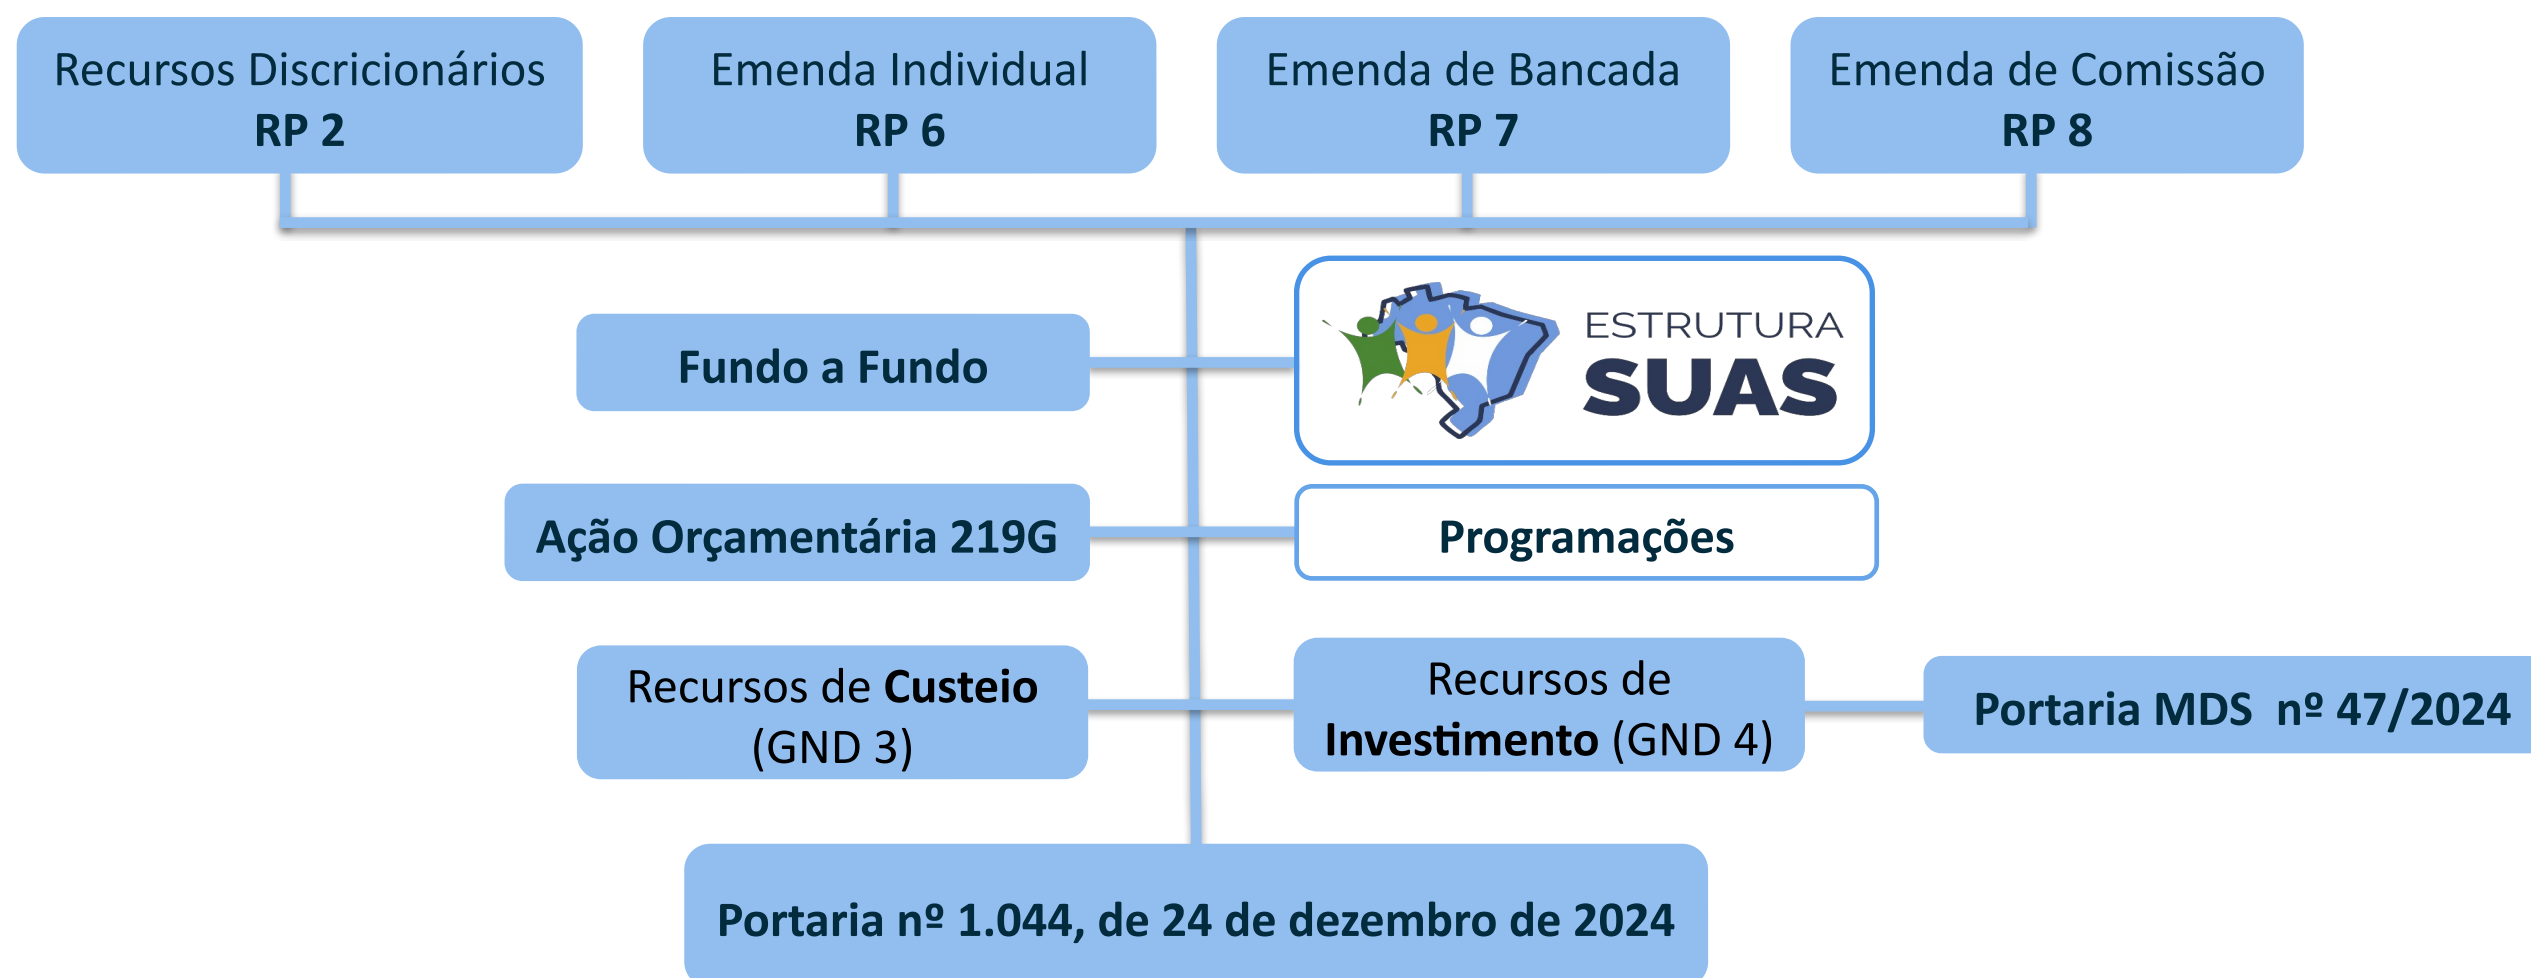 Recursos Discricionários
RP 2
Emenda Individual
RP 6
Emenda de Bancada
RP 7
Emenda de Comissão
RP 8
Fundo a Fundo
ESTRUTURA
SUAS
Ação Orçamentária 219G
Programações
Recursos de Custeio
(GND 3)
Recursos de
Investimento (GND 4)
Portaria MDS nº 47/2024
Portaria nº 1.044, de 24 de dezembro de 2024